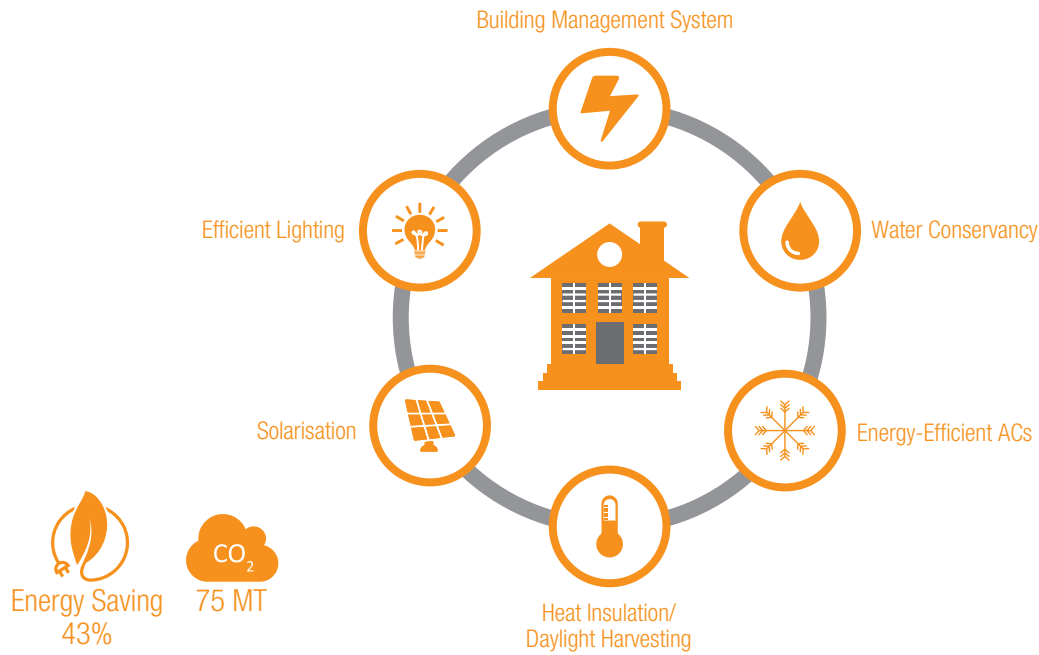 Building Management System
Efficient Lighting
Water Conservancy
Solarisation
Energy-Efficient ACs
CO2
Energy Saving
43%
75 MT
Heat Insulation/
Daylight Harvesting